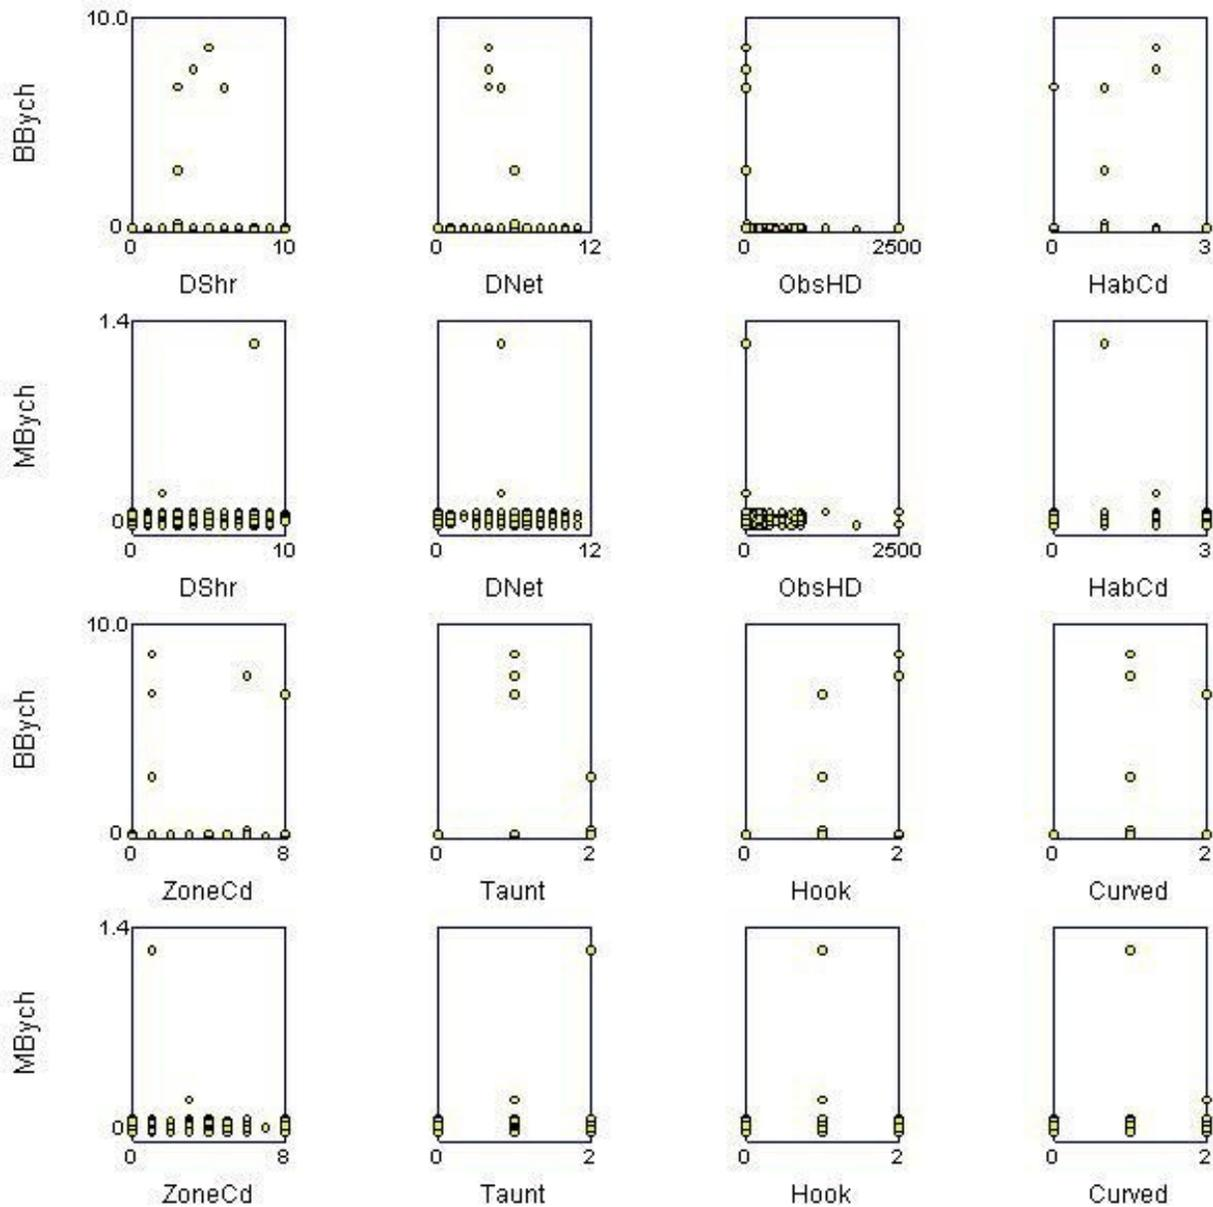 10.0
BBych
0
0 10 0 12 0 2500 0 3
DShr DNet ObsHD HabCd
1.4
MBych
0
0 10 0 12 0 2500 0 3
DShr DNet ObsHD HabCd
10.0
BBych
0
0 8 0 2 0 2 0 2
ZoneCd Taunt Hook Curved
1.4
MBych
0
0 8 0 2 0 2 0 2
ZoneCd Taunt Hook Curved